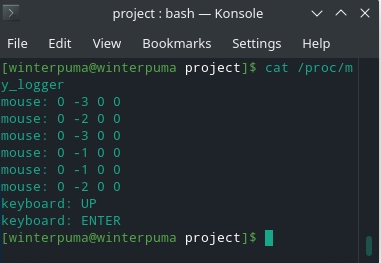 project : bash — Konsole
File Edit View Bookmarks Settings Help
[winterpuma@winterpuma project]$ cat /proc/m
y_logger
mouse: 0 -3 0 0
mouse: 0 -2 0 0
mouse: 0 -3 0 0
mouse: 0 -1 0 0
mouse: 0 -1 0 0
mouse: 0 -2 0 0
keyboard: UP
keyboard: ENTER
[winterpuma@winterpuma project]$